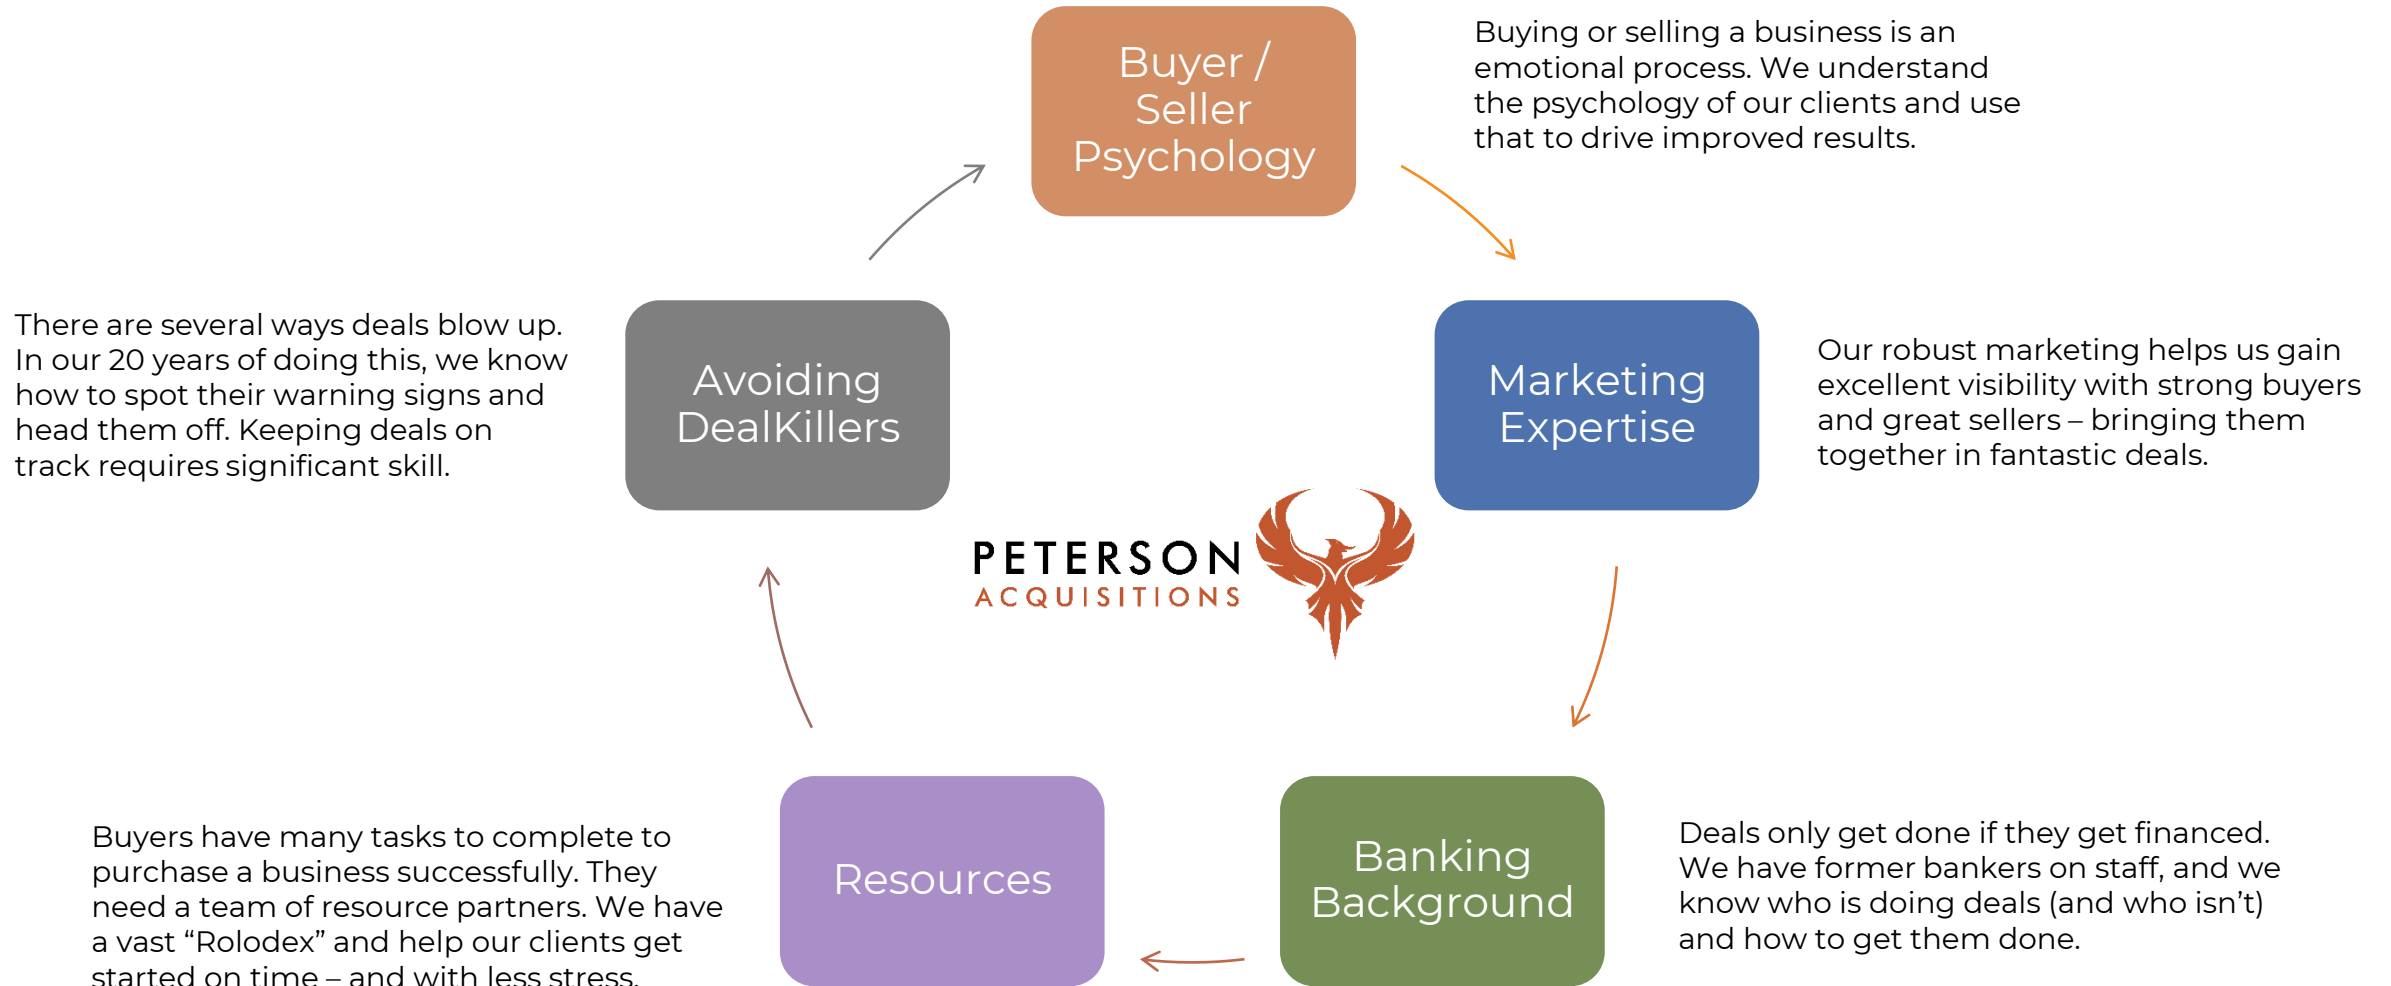 Buyer /
Seller
Psychology
Buying or selling a business is an
emotional process. We understand
the psychology of our clients and use
that to drive improved results.
Marketing
Expertise
Our robust marketing helps us gain
excellent visibility with strong buyers
and great sellers – bringing them
together in fantastic deals.
Banking
Background
Deals only get done if they get financed.
We have former bankers on staff, and we
know who is doing deals (and who isn’t)
and how to get them done.
Resources
Buyers have many tasks to complete to
purchase a business successfully. They
need a team of resource partners. We have
a vast “Rolodex” and help our clients get
started on time – and with less stress.
Avoiding
DealKillers
There are several ways deals blow up.
In our 20 years of doing this, we know
how to spot their warning signs and
head them off. Keeping deals on
track requires significant skill.
PETERSON
ACQUISITIONS